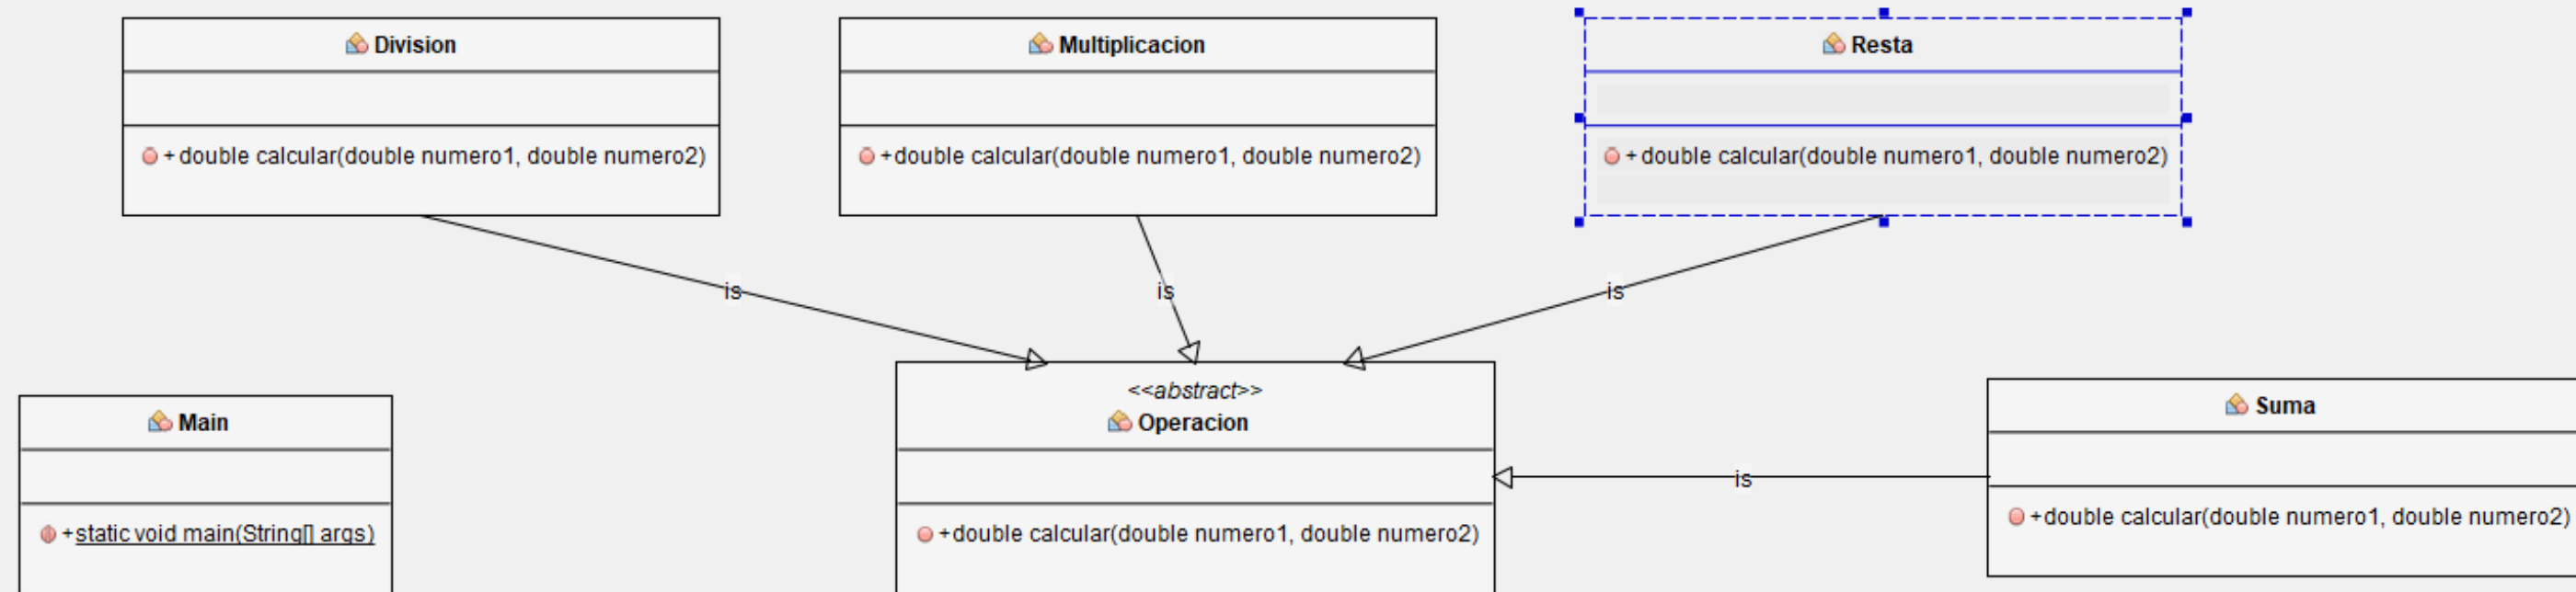 Division
+ double calcular(double numero1, double numero2)
Multiplicacion
+double calcular(double numero1, double numero2)
Resta
+ double calcular(double numero1, double numero2)
is
is
is
Main
+static void main(String[] args)
<<abstract>>
Operacion
+double calcular(double numero1, double numero2)
is
Suma
+double calcular(double numero1, double numero2)